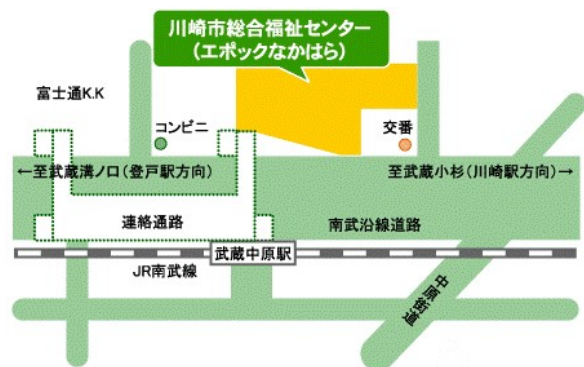 川崎市総合福祉センター
(エポックなかはら)
富士通K.K
コンビニ
交番
←至武蔵溝ノ口(登戸駅方向)
至武蔵小杉(川崎駅方向)→
連絡通路
南武沿線道路
武蔵中原駅
JR南武線
中原街道